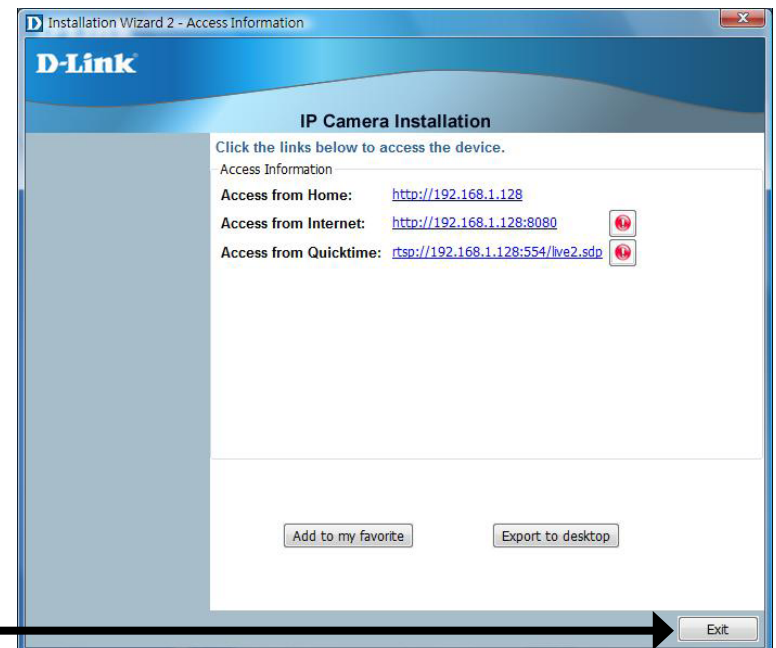 Installation Wizard 2 - Access Information
D-Link
IP Camera Installation
Click the links below to access the device.
Access Information
Access from Home: http://192.168.1.128
Access from Internet: http://192.168.1.128:8080
Access from Quicktime: rtsp://192.168.1.128:554/live2.sdp
Add to my favorite Export to desktop
Exit